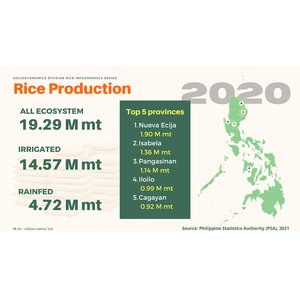 SOCIOECONOMICS DIVISION RICE INFOGRAPHICS SERIES
Rice Production
2020
ALL ECOSYSTEM
19.29 M mt
IRRIGATED
14.57 M mt
RAINFED
4.72 M mt
M mt - million metric ton
Top 5 provinces
1.Nueva Ecija
1.90 M mt
2.Isabela
1.36 M mt
3.Pangasinan
1.14 M mt
4.Iloilo
0.99 M mt
5.Cagayan
0.92 M mt
Source: Philippine Statistics Authority (PSA), 2021